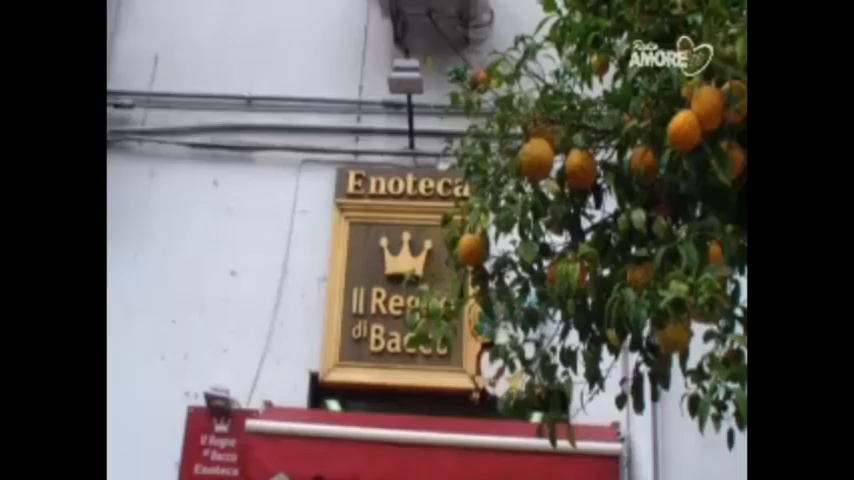 Radio
AMORE
Enoteca
Il Regno
di Bacco
Il Regno
di Bacco
Enoteca